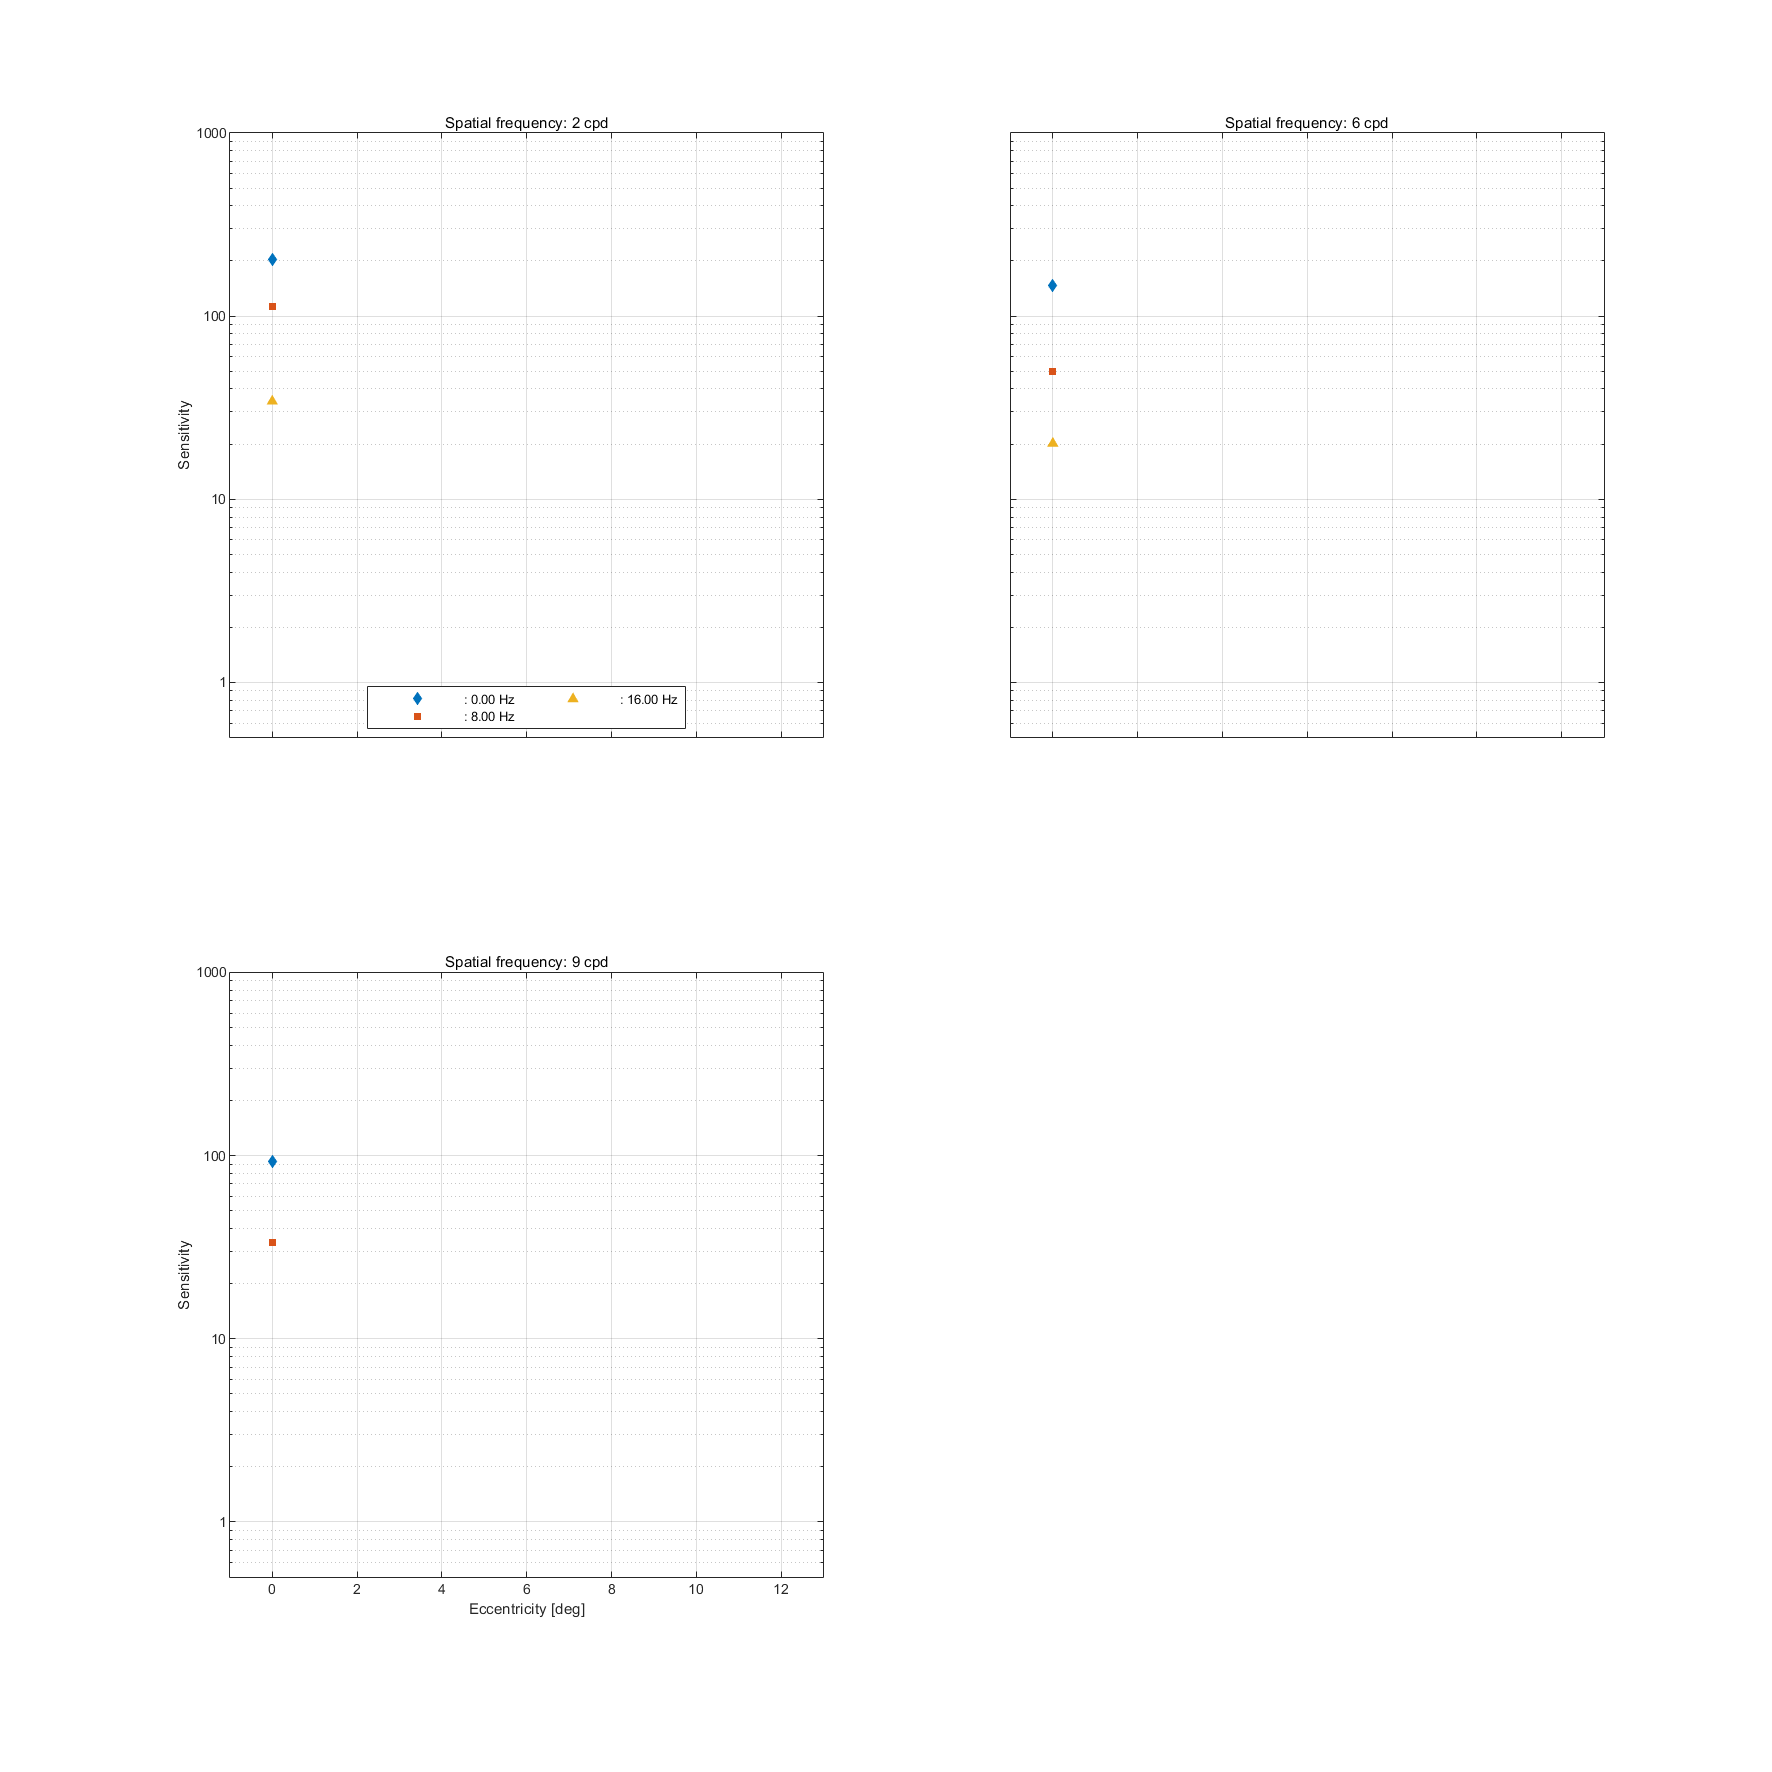 Spatial frequency: 2 cpd
1000
100
10
1
Sensitivity
: 0.00 Hz
: 8.00 Hz
: 16.00 Hz
Spatial frequency: 6 cpd
Spatial frequency: 9 cpd
1000
100
10
1
Sensitivity
0 2 4 6 8 10 12
Eccentricity [deg]